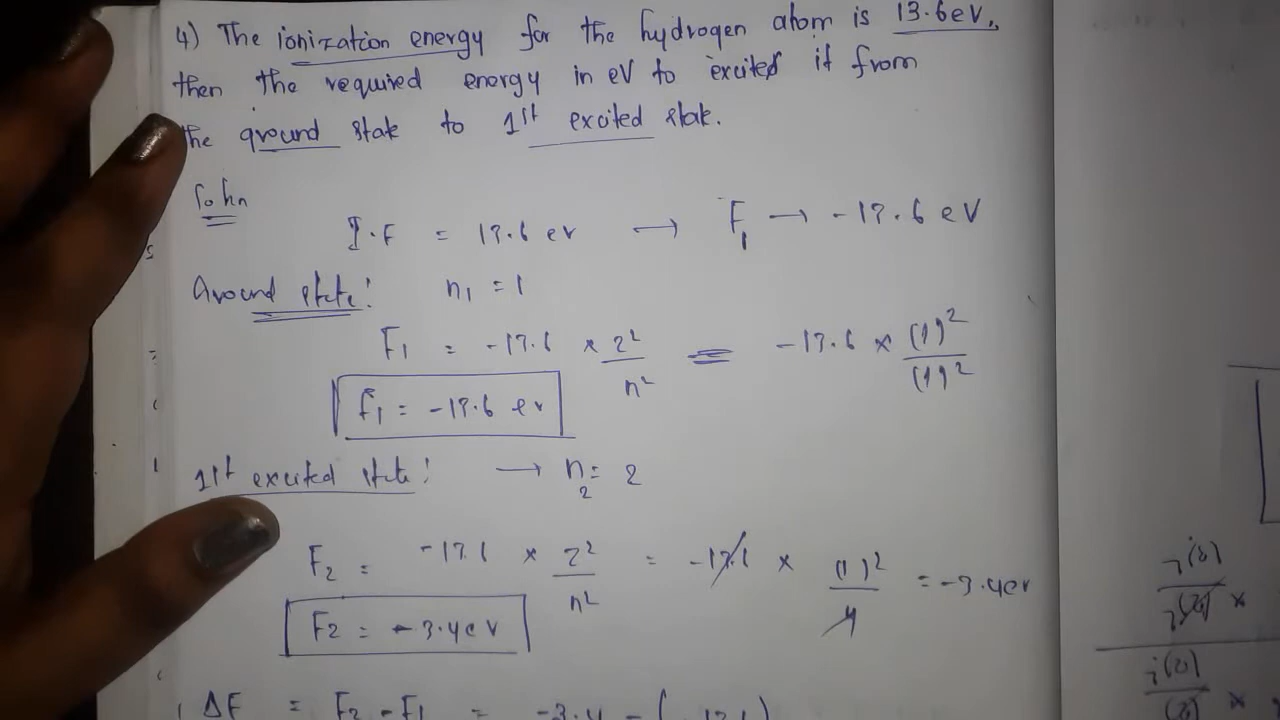 4) The ionization energy for the hydrogen atom is 13.6eV,
then the required energy in eV to excited it from
the ground state to 1st excited state.
Soln
I.E = 13.6 ev → E1 → -13.6 eV
Ground state! n1 = 1
E1 = -13.6 × Z²/n² = -13.6 × (1)²/(1)²
E1 = -13.6 ev
1st excited state! → n2 = 2
E2 = -13.6 × Z²/n² = -13.6 × (1)²/4 = -3.4ev
E2 = -3.4ev
ΔE = E2 - E1 = -3.4 - (